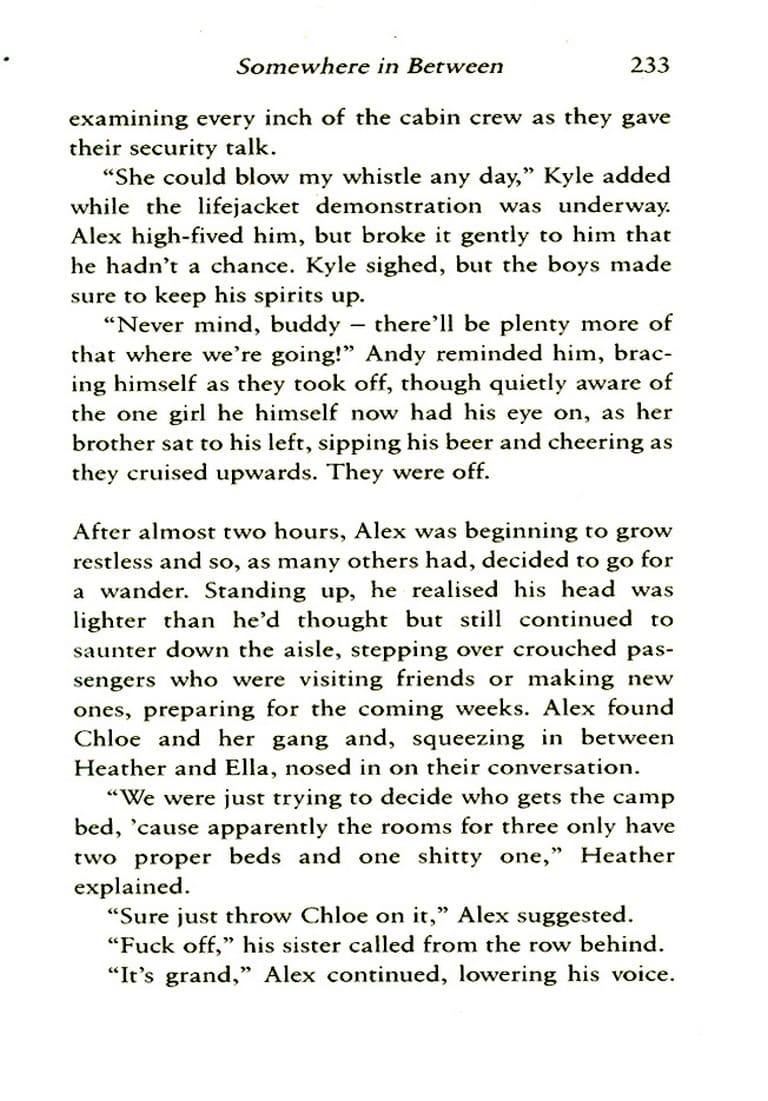 Somewhere in Between 233
examining every inch of the cabin crew as they gave
their security talk.
“She could blow my whistle any day,” Kyle added
while the lifejacket demonstration was underway.
Alex high-fived him, but broke it gently to him that
he hadn’t a chance. Kyle sighed, but the boys made
sure to keep his spirits up.
“Never mind, buddy – there’ll be plenty more of
that where we’re going!” Andy reminded him, brac-
ing himself as they took off, though quietly aware of
the one girl he himself now had his eye on, as her
brother sat to his left, sipping his beer and cheering as
they cruised upwards. They were off.
After almost two hours, Alex was beginning to grow
restless and so, as many others had, decided to go for
a wander. Standing up, he realised his head was
lighter than he’d thought but still continued to
saunter down the aisle, stepping over crouched pas-
sengers who were visiting friends or making new
ones, preparing for the coming weeks. Alex found
Chloe and her gang and, squeezing in between
Heather and Ella, nosed in on their conversation.
“We were just trying to decide who gets the camp
bed, ’cause apparently the rooms for three only have
two proper beds and one shitty one,” Heather
explained.
“Sure just throw Chloe on it,” Alex suggested.
“Fuck off,” his sister called from the row behind.
“It’s grand,” Alex continued, lowering his voice.